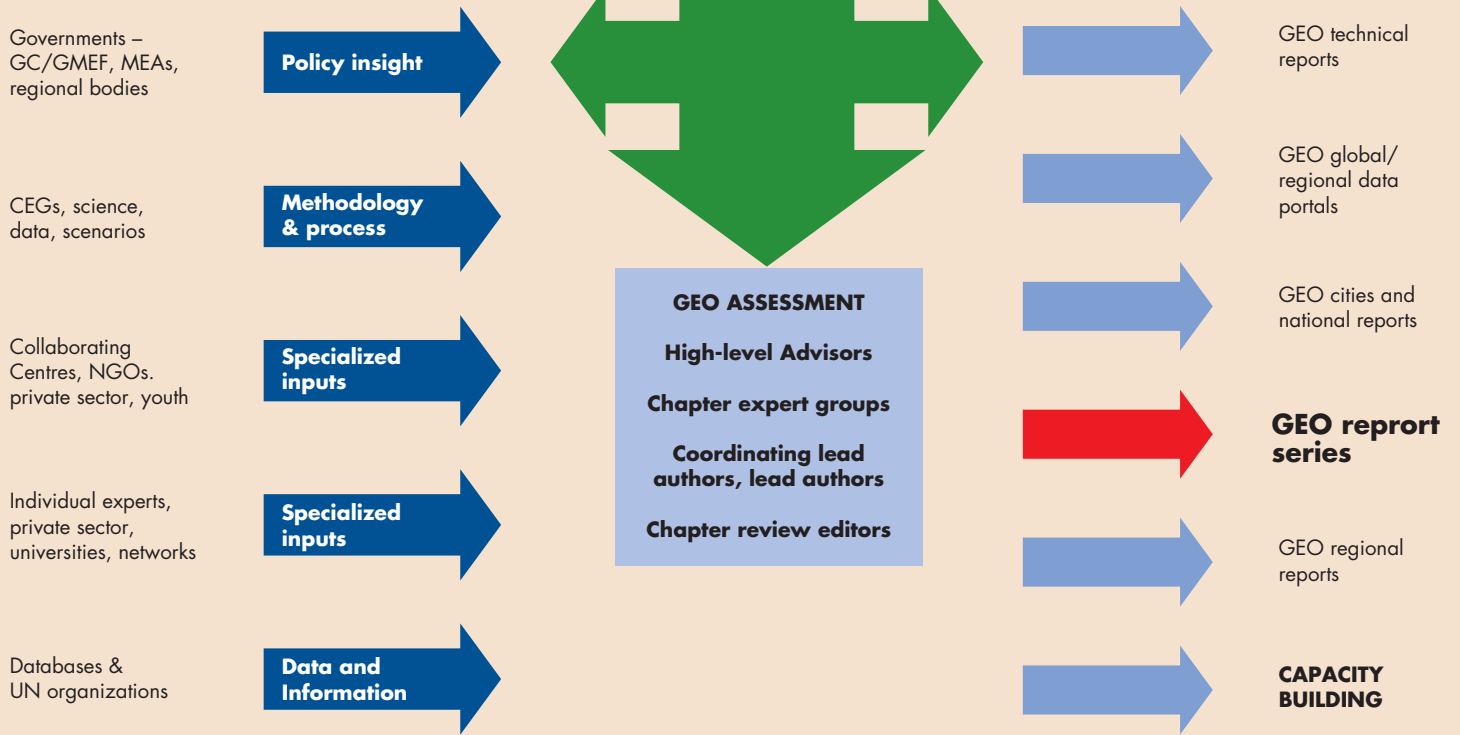 Governments –
GC/GMEF, MEAs,
regional bodies
Policy insight
CEGs, science,
data, scenarios
Methodology
& process
Collaborating
Centres, NGOs.
private sector, youth
Specialized
inputs
Individual experts,
private sector,
universities, networks
Specialized
inputs
Databases &
UN organizations
Data and
Information
GEO ASSESSMENT
High-level Advisors
Chapter expert groups
Coordinating lead
authors, lead authors
Chapter review editors
GEO technical
reports
GEO global/
regional data
portals
GEO cities and
national reports
GEO reprort
series
GEO regional
reports
CAPACITY
BUILDING